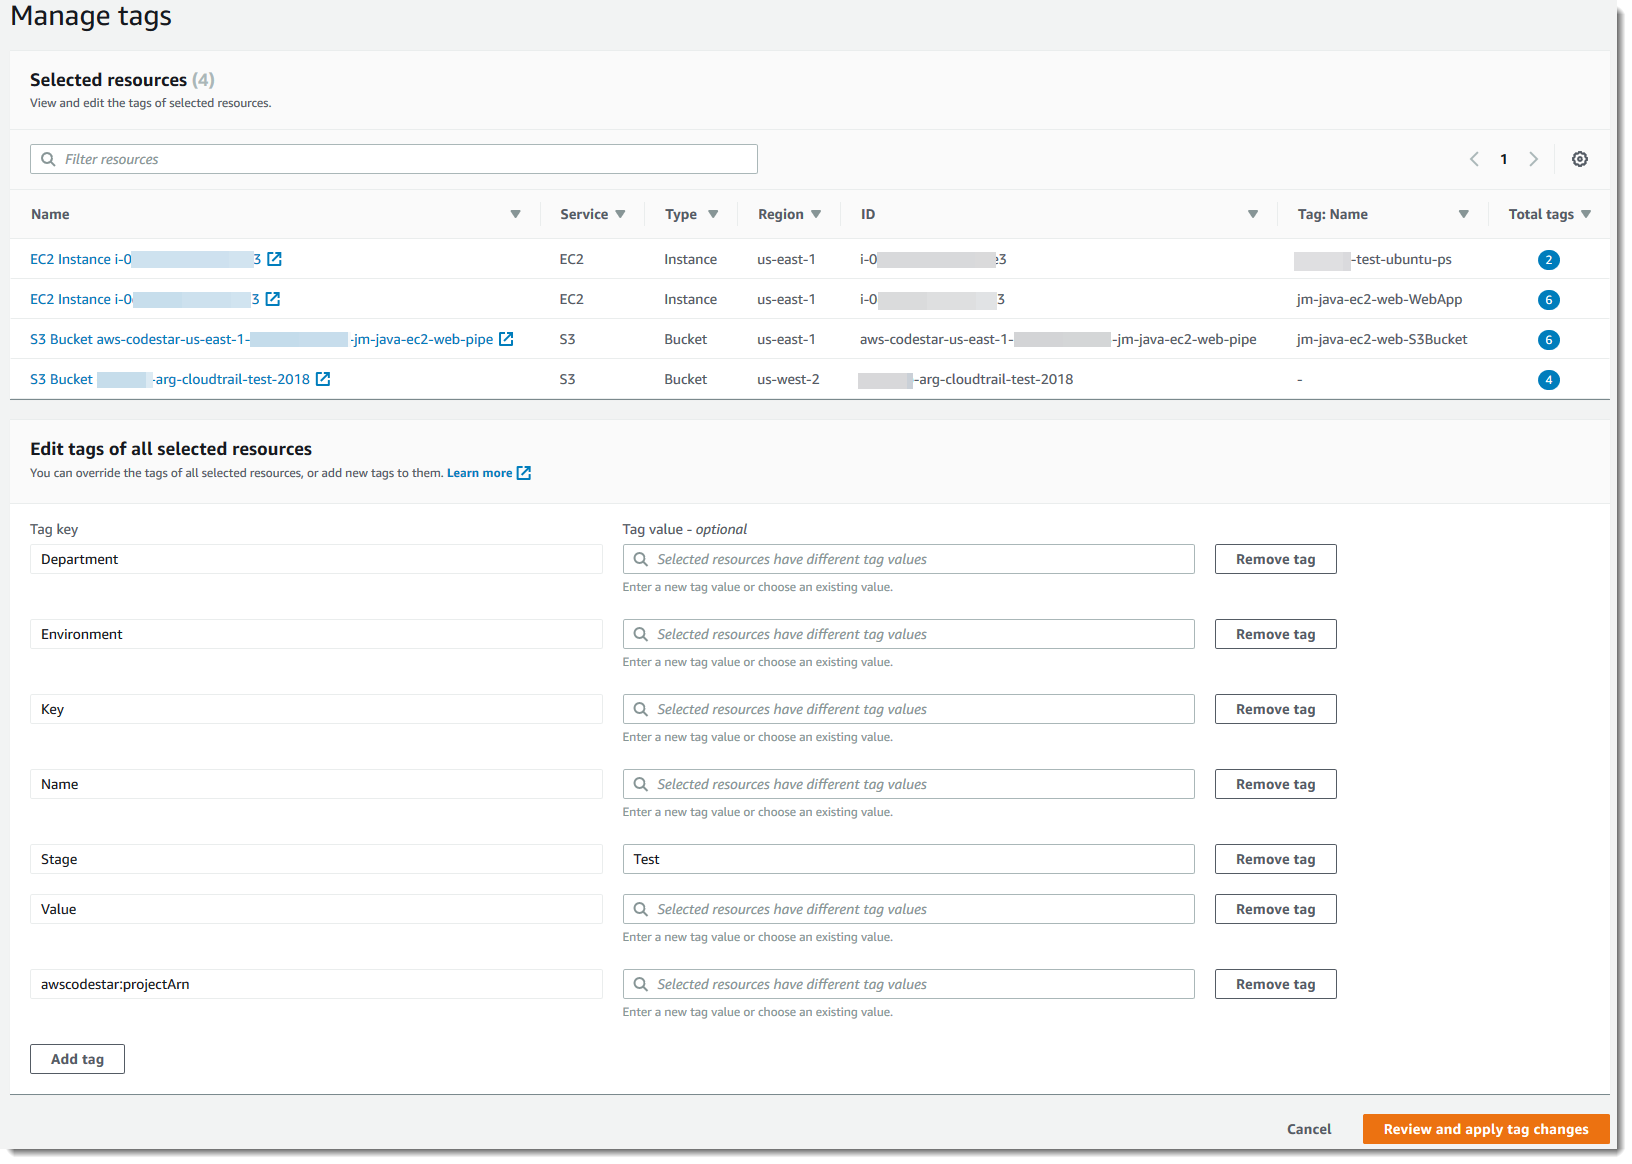 Manage tags
Selected resources (4)
View and edit the tags of selected resources.
Filter resources
1
Name Service Type Region ID Tag: Name Total tags
EC2 Instance i-0 3 EC2 Instance us-east-1 i-0 3 -test-ubuntu-ps 2
EC2 Instance i-0 3 EC2 Instance us-east-1 i-0 3 jm-java-ec2-web-WebApp 6
S3 Bucket aws-codestar-us-east-1- -jm-java-ec2-web-pipe S3 Bucket us-east-1 aws-codestar-us-east-1- -jm-java-ec2-web-pipe jm-java-ec2-web-S3Bucket 6
S3 Bucket -arg-cloudtrail-test-2018 S3 Bucket us-west-2 -arg-cloudtrail-test-2018 - 4
Edit tags of all selected resources
You can override the tags of all selected resources, or add new tags to them. Learn more
Tag key Tag value - optional
Department Selected resources have different tag values Remove tag
Enter a new tag value or choose an existing value.
Environment Selected resources have different tag values Remove tag
Enter a new tag value or choose an existing value.
Key Selected resources have different tag values Remove tag
Enter a new tag value or choose an existing value.
Name Selected resources have different tag values Remove tag
Enter a new tag value or choose an existing value.
Stage Test Remove tag
Value Selected resources have different tag values Remove tag
Enter a new tag value or choose an existing value.
awscodestar:projectArn Selected resources have different tag values Remove tag
Enter a new tag value or choose an existing value.
Add tag
Cancel Review and apply tag changes